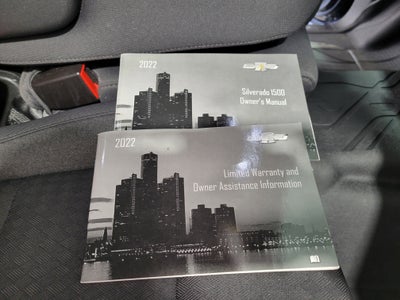 2022
Silverado 1500
Owner's Manual
2022
Limited Warranty and
Owner Assistance Information